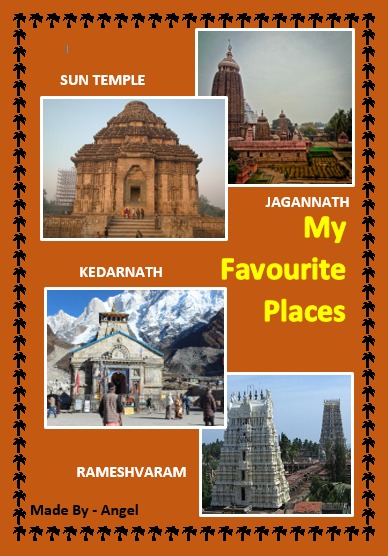 SUN TEMPLE
JAGANNATH
My
Favourite
Places
KEDARNATH
RAMESHVARAM
Made By - Angel